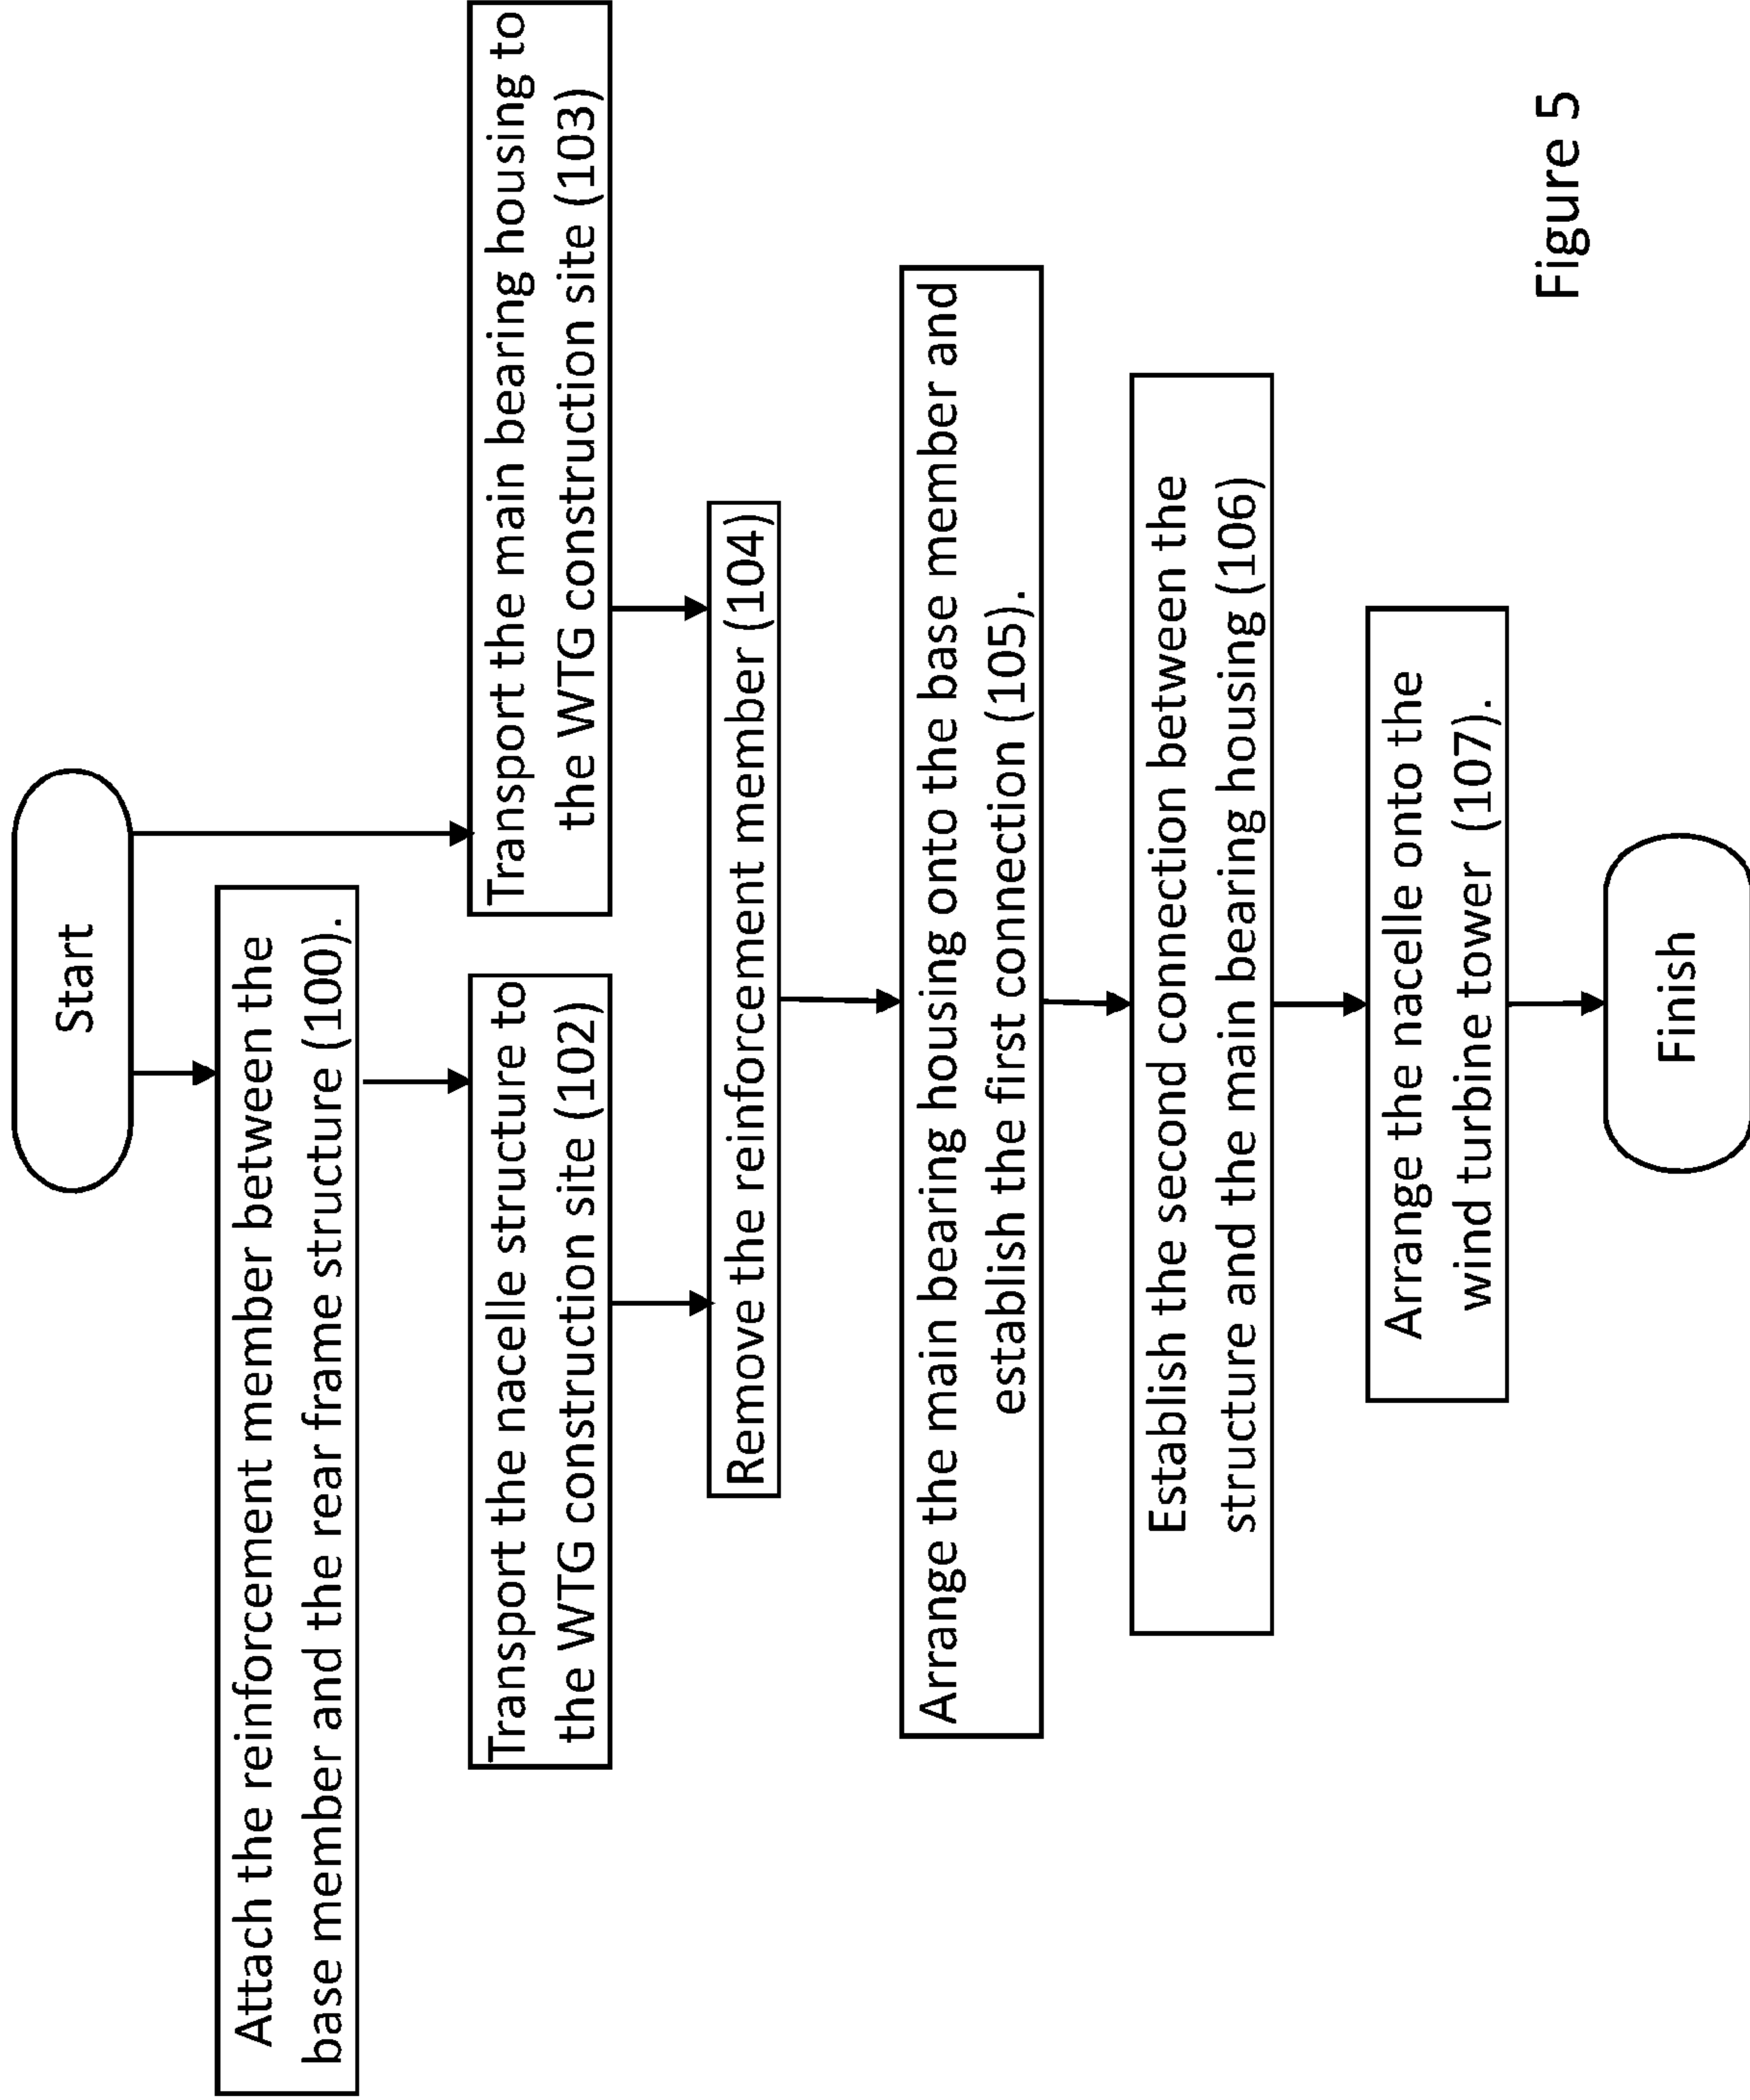 Start
Attach the reinforcement member between the
base member and the rear frame structure (100).
Transport the nacelle structure to
the WTG construction site (102)
Transport the main bearing housing to
the WTG construction site (103)
Remove the reinforcement member (104)
Arrange the main bearing housing onto the base member and
establish the first connection (105).
Establish the second connection between the
structure and the main bearing housing (106)
Arrange the nacelle onto the
wind turbine tower (107).
Finish
Figure 5